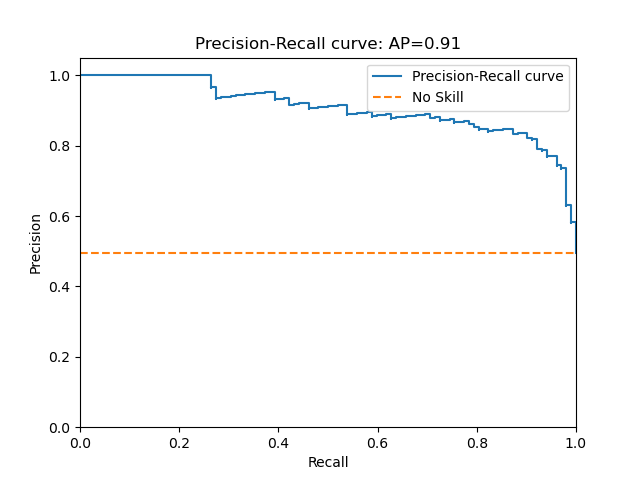 Precision-Recall curve: AP=0.91
Precision-Recall curve
No Skill
1.0
0.8
0.6
0.4
0.2
0.0
Precision
0.0 0.2 0.4 0.6 0.8 1.0
Recall